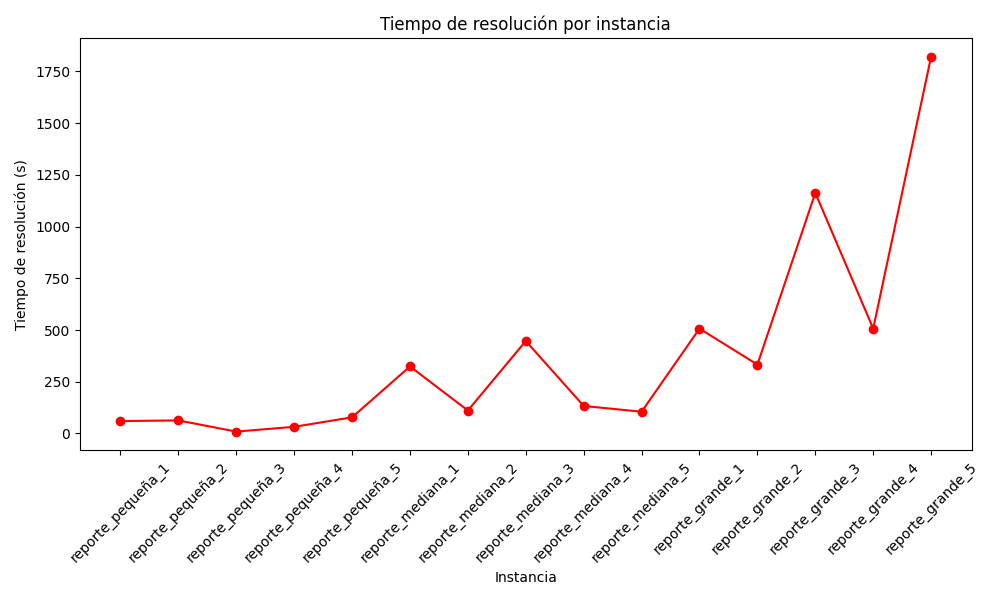 Tiempo de resolución por instancia
Tiempo de resolución (s)
1750
1500
1250
1000
750
500
250
0
reporte_pequeña_1
reporte_pequeña_2
reporte_pequeña_3
reporte_pequeña_4
reporte_pequeña_5
reporte_mediana_1
reporte_mediana_2
reporte_mediana_3
reporte_mediana_4
reporte_mediana_5
reporte_grande_1
reporte_grande_2
reporte_grande_3
reporte_grande_4
reporte_grande_5
Instancia